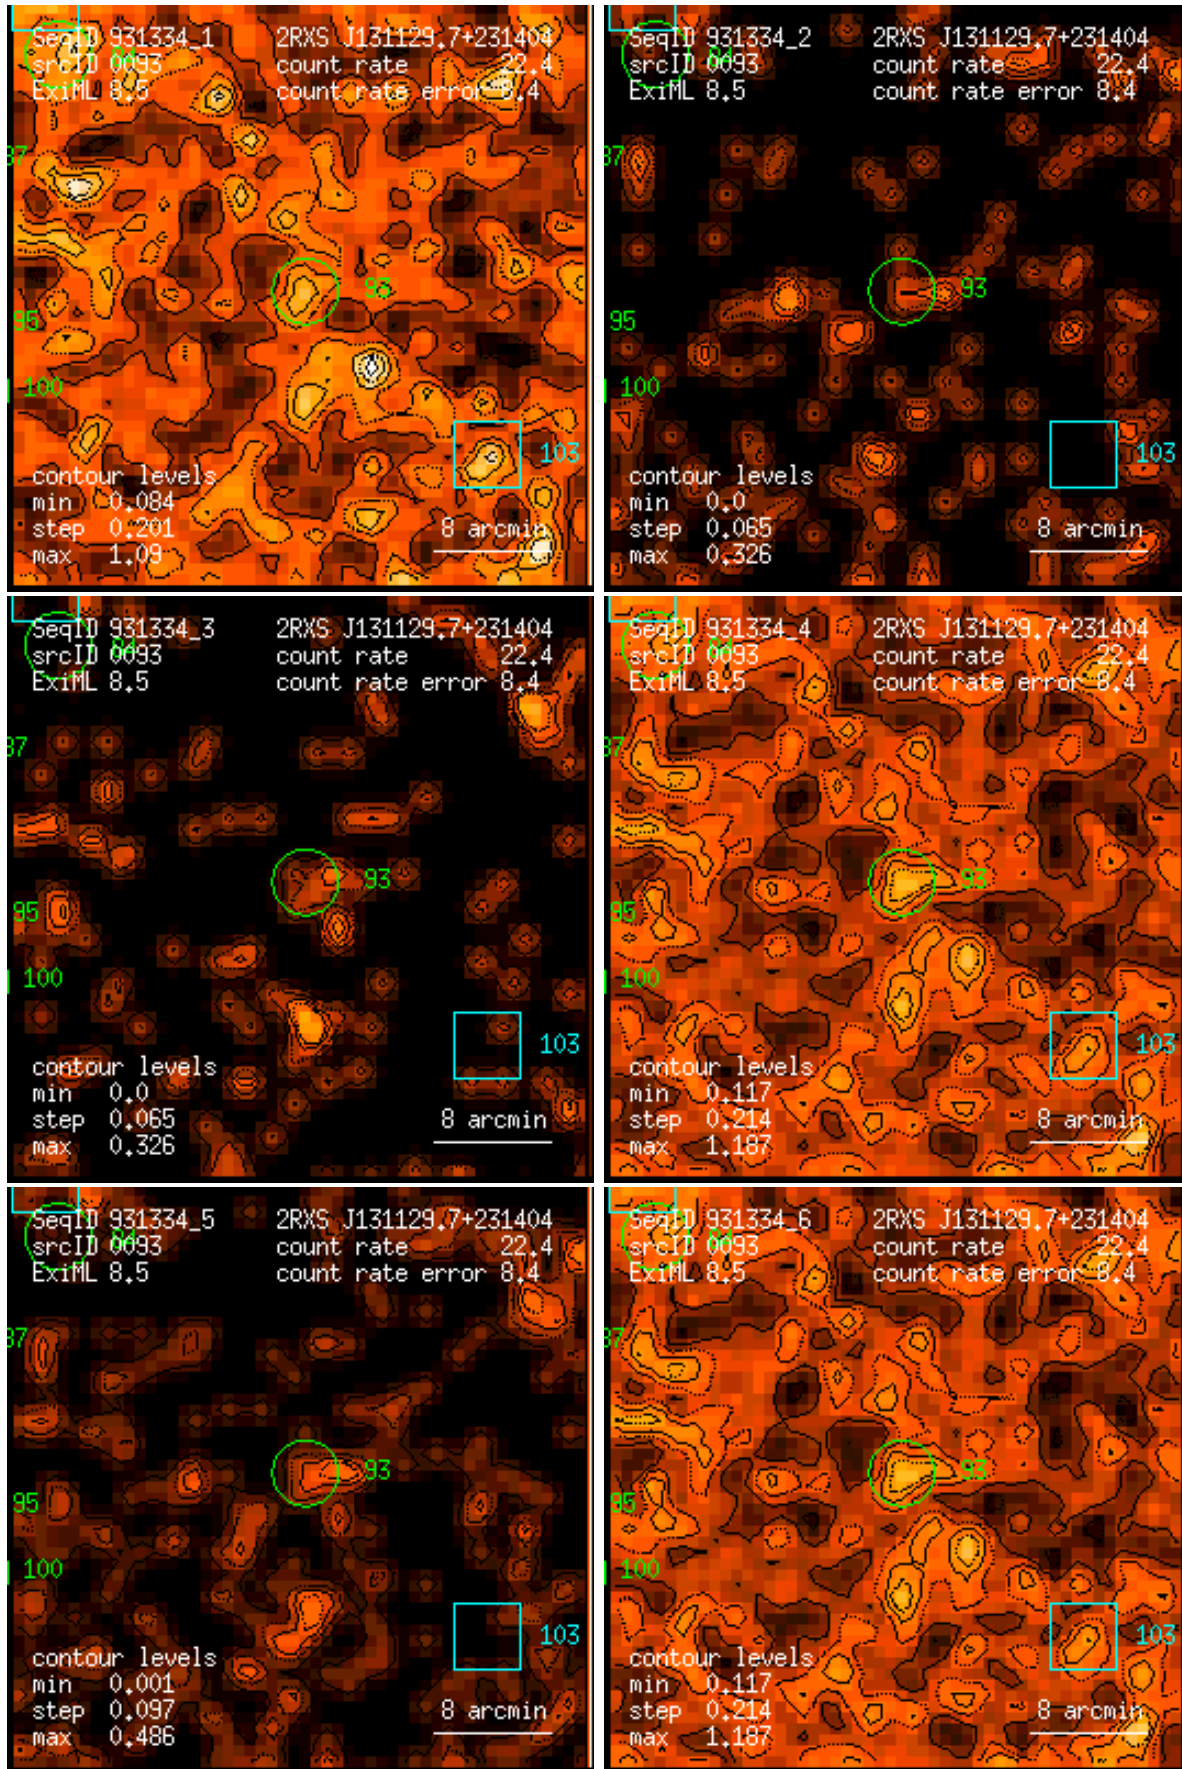 SeqID 931334_1 2RXS J131129.7+231404
srcID 0093 84 count rate 22.4
ExiML 8.5 count rate error 8.4
87
93
95
100
103
contour levels
min 0.084
step 0.201 8 arcmin
max 1.09
SeqID 931334_2 2RXS J131129.7+231404
srcID 0093 84 count rate 22.4
ExiML 8.5 count rate error 8.4
87
93
95
100
103
contour levels
min 0.0
step 0.065 8 arcmin
max 0.326
SeqID 931334_3 2RXS J131129.7+231404
srcID 0093 84 count rate 22.4
ExiML 8.5 count rate error 8.4
87
93
95
100
103
contour levels
min 0.0
step 0.065 8 arcmin
max 0.326
SeqID 931334_4 2RXS J131129.7+231404
srcID 0093 84 count rate 22.4
ExiML 8.5 count rate error 8.4
87
93
95
100
103
contour levels
min 0.117
step 0.214 8 arcmin
max 1.187
SeqID 931334_5 2RXS J131129.7+231404
srcID 0093 84 count rate 22.4
ExiML 8.5 count rate error 8.4
87
93
95
100
103
contour levels
min 0.001
step 0.097 8 arcmin
max 0.486
SeqID 931334_6 2RXS J131129.7+231404
srcID 0093 84 count rate 22.4
ExiML 8.5 count rate error 8.4
87
93
95
100
103
contour levels
min 0.117
step 0.214 8 arcmin
max 1.187